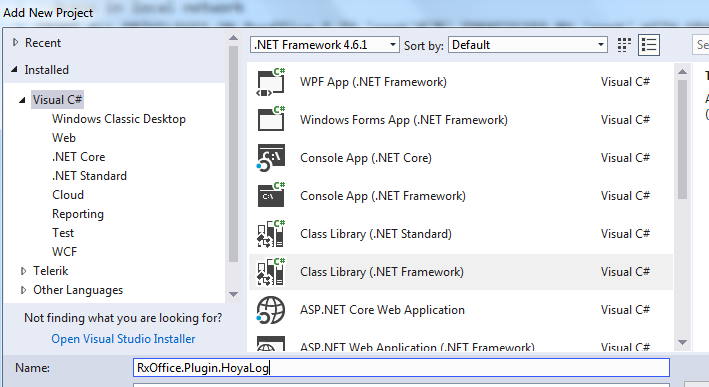 in local network
Add New Project
Recent
Installed
Visual C#
Windows Classic Desktop
Web
.NET Core
.NET Standard
Cloud
Reporting
Test
WCF
Telerik
Other Languages
Not finding what you are looking for?
Open Visual Studio Installer
.NET Framework 4.6.1 Sort by: Default
WPF App (.NET Framework) Visual C#
Windows Forms App (.NET Framework) Visual C#
Console App (.NET Core) Visual C#
Console App (.NET Framework) Visual C#
Class Library (.NET Standard) Visual C#
Class Library (.NET Framework) Visual C#
ASP.NET Core Web Application Visual C#
ASP.NET Web Application (.NET Framework) Visual C#
Name: RxOffice.Plugin.HoyaLog